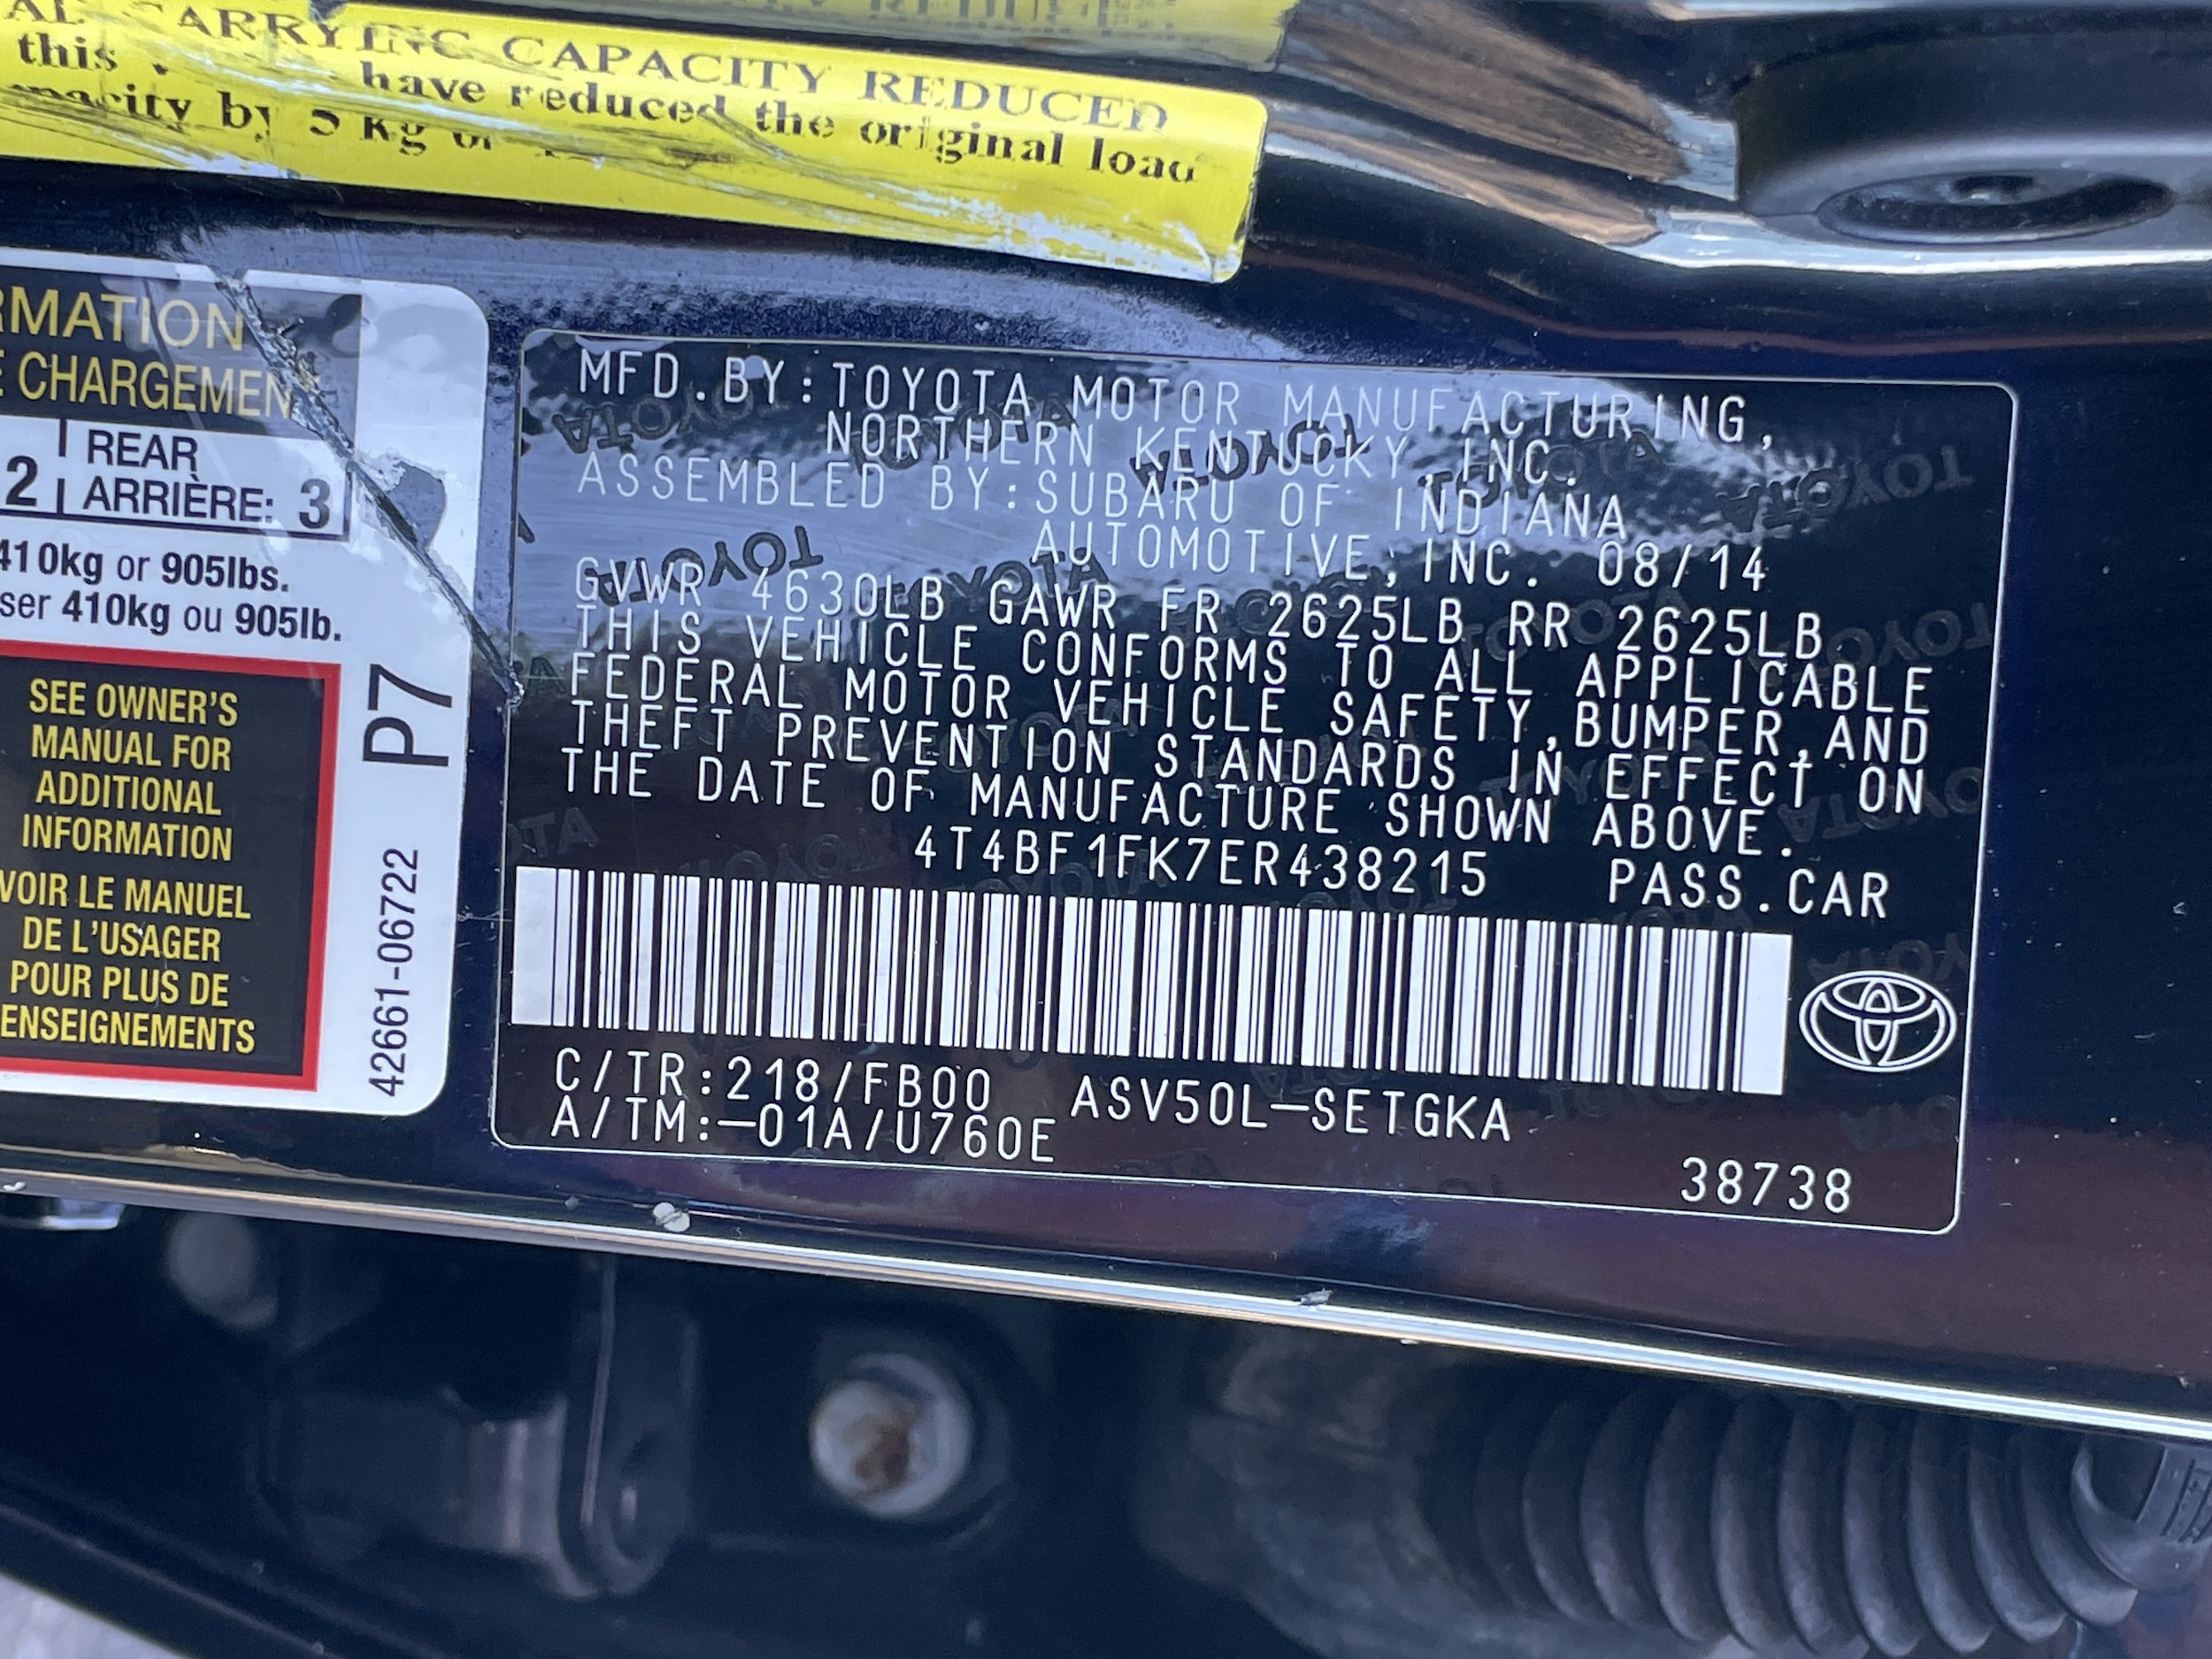 CARRYING CAPACITY REDUCED
this have reduced the original load
by 5 kg or
RMATION
E CHARGEMEN
2 REAR
ARRIÈRE: 3
410kg or 905lbs.
ser 410kg ou 905lb.
SEE OWNER'S
MANUAL FOR
ADDITIONAL
INFORMATION
VOIR LE MANUEL
DE L'USAGER
POUR PLUS DE
ENSEIGNEMENTS
P7
42661-06722
MFD.BY:TOYOTA MOTOR MANUFACTURING,
NORTHERN KENTUCKY,INC.
ASSEMBLED BY:SUBARU OF INDIANA
AUTOMOTIVE,INC. 08/14
GVWR 4630LB GAWR FR 2625LB RR 2625LB
THIS VEHICLE CONFORMS TO ALL APPLICABLE
FEDERAL MOTOR VEHICLE SAFETY,BUMPER,AND
THEFT PREVENTION STANDARDS IN EFFECT ON
THE DATE OF MANUFACTURE SHOWN ABOVE.
4T4BF1FK7ER438215 PASS.CAR
C/TR:218/FB00 ASV50L-SETGKA
A/TM:-01A/U760E
38738